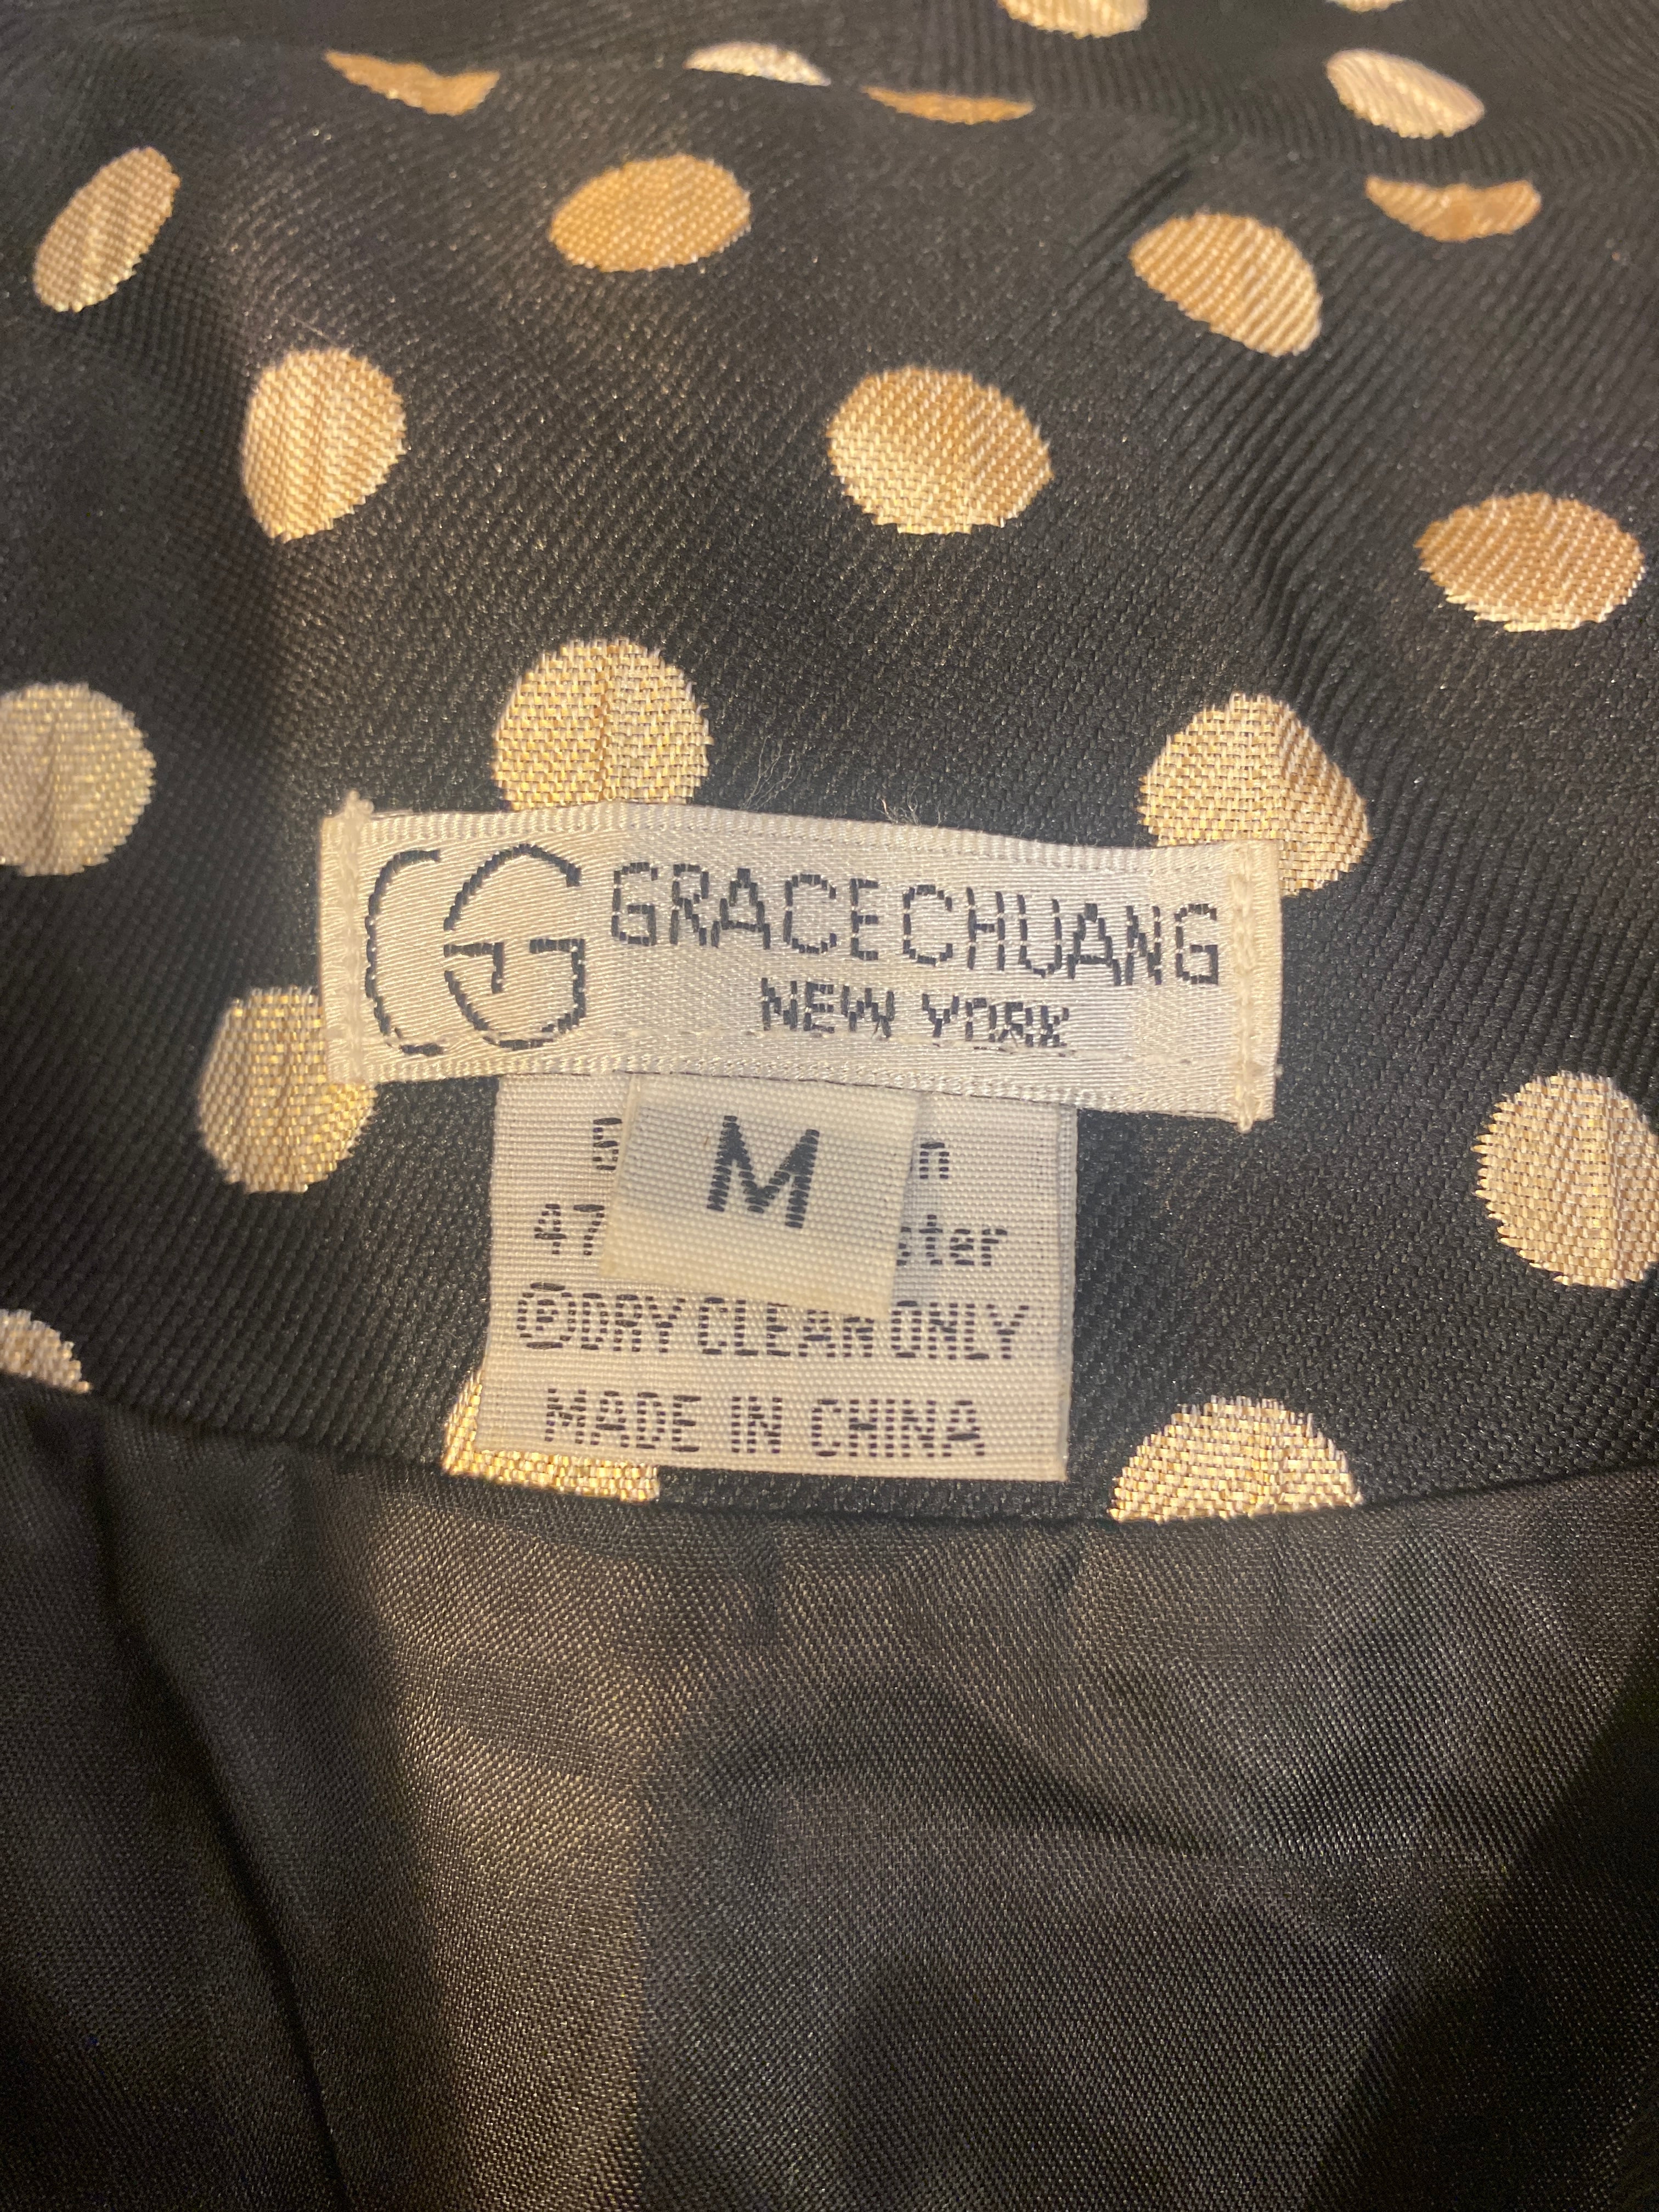 CG GRACE CHUANG
NEW YORK
M
DRY CLEAN ONLY
MADE IN CHINA